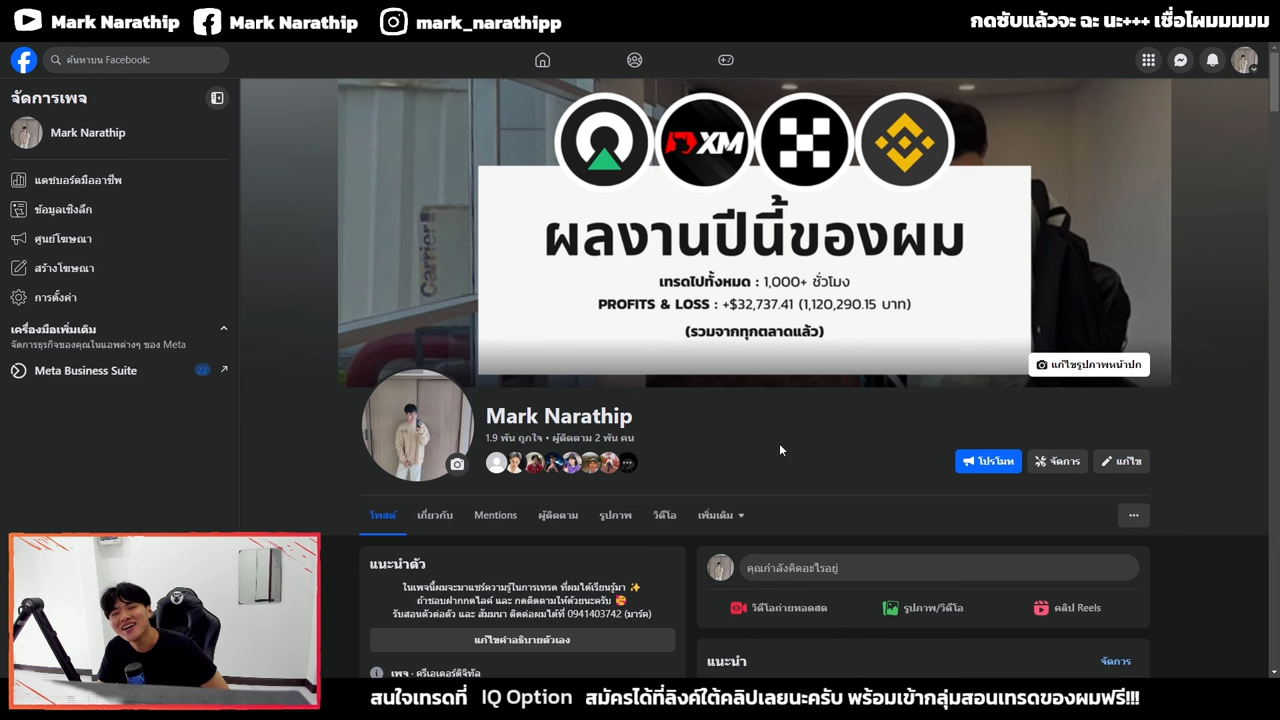 Mark Narathip
Mark Narathip
mark_narathipp
กดซับแล้วจะ ฉะ นะ+++ เชื่อโผมมมมม
ค้นหาบน Facebook:
จัดการเพจ
Mark Narathip
แดชบอร์ดมืออาชีพ
ข้อมูลเชิงลึก
ศูนย์โฆษณา
สร้างโฆษณา
การตั้งค่า
เครื่องมือเพิ่มเติม
จัดการธุรกิจของคุณในแอพต่างๆ ของ Meta
Meta Business Suite
22
Carrier
XM
ผลงานปีนี้ของผม
เทรดไปทั้งหมด : 1,000+ ชั่วโมง
PROFITS & LOSS : +$32,737.41 (1,120,290.15 บาท)
(รวมจากทุกตลาดแล้ว)
แก้ไขรูปภาพหน้าปก
Mark Narathip
1.9 พัน ถูกใจ • ผู้ติดตาม 2 พัน คน
โปรโมท
จัดการ
แก้ไข
โพสต์
เกี่ยวกับ
Mentions
ผู้ติดตาม
รูปภาพ
วิดีโอ
เพิ่มเติม
แนะนำตัว
ในเพจนี้ผมจะมาแชร์ความรู้ในการเทรด ที่ผมได้เรียนรู้มา ✨
ถ้าชอบฝากกดไลค์ และ กดติดตามให้ด้วยนะครับ 🥰
รับสอนตัวต่อตัว และ สัมมนา ติดต่อผมได้ที่ 0941403742 (มาร์ค)
แก้ไขคำอธิบายตัวเอง
เพจ · ครีเอเตอร์ดิจิทัล
คุณกำลังคิดอะไรอยู่
วิดีโอถ่ายทอดสด
รูปภาพ/วิดีโอ
คลิป Reels
แนะนำ
จัดการ
สนใจเทรดที่ IQ Option สมัครได้ที่ลิงค์ใต้คลิปเลยนะครับ พร้อมเข้ากลุ่มสอนเทรดของผมฟรี!!!